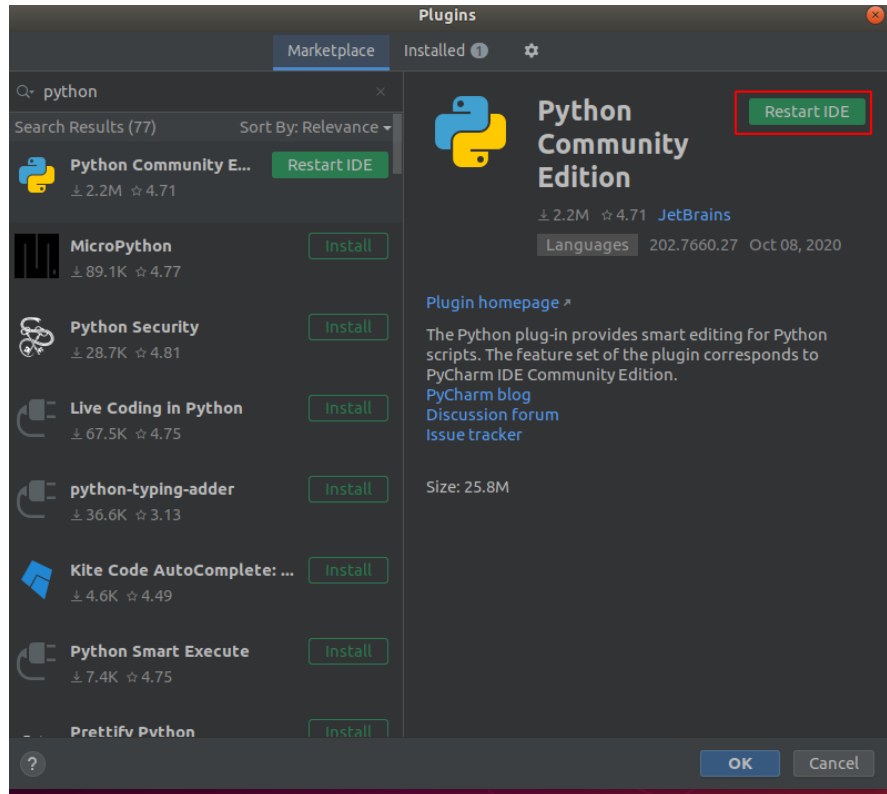 Plugins
Marketplace Installed 1
python
Search Results (77) Sort By: Relevance
Python Community E... Restart IDE
2.2M 4.71
MicroPython Install
89.1K 4.77
Python Security Install
28.7K 4.81
Live Coding in Python Install
67.5K 4.75
python-typing-adder Install
36.6K 3.13
Kite Code AutoComplete: ... Install
4.6K 4.49
Python Smart Execute Install
7.4K 4.75
Prettify Python Install
Python
Community
Edition
Restart IDE
2.2M 4.71 JetBrains
Languages 202.7660.27 Oct 08, 2020
Plugin homepage
The Python plug-in provides smart editing for Python
scripts. The feature set of the plugin corresponds to
PyCharm IDE Community Edition.
PyCharm blog
Discussion forum
Issue tracker
Size: 25.8M
? OK Cancel